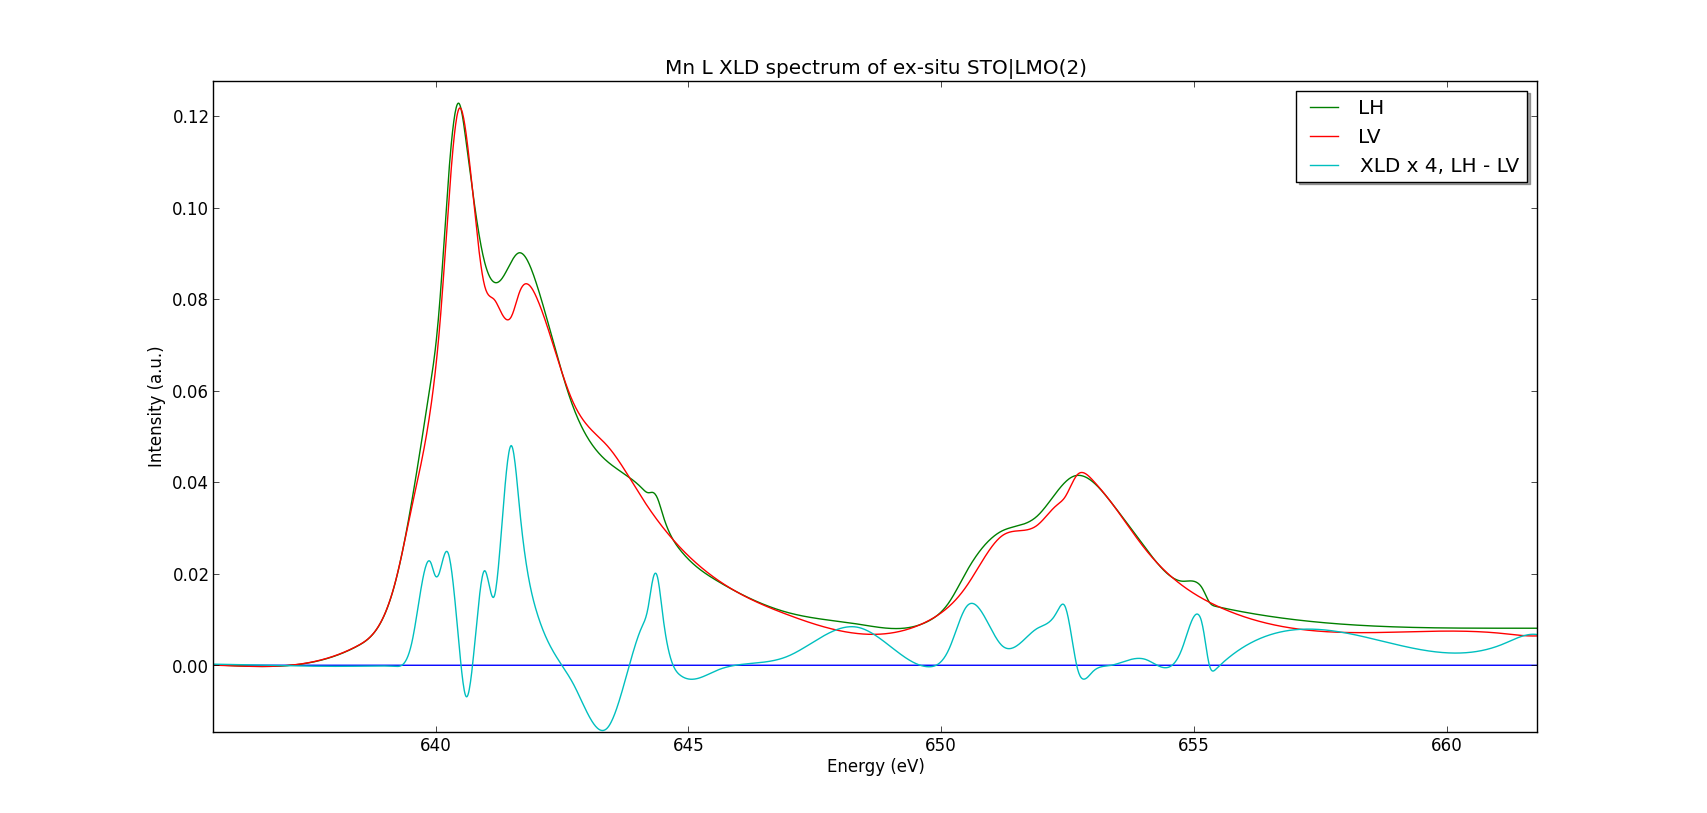 Mn L XLD spectrum of ex-situ STO|LMO(2)
LH
LV
XLD x 4, LH - LV
0.12
0.10
0.08
0.06
0.04
0.02
0.00
Intensity (a.u.)
640 645 650 655 660
Energy (eV)